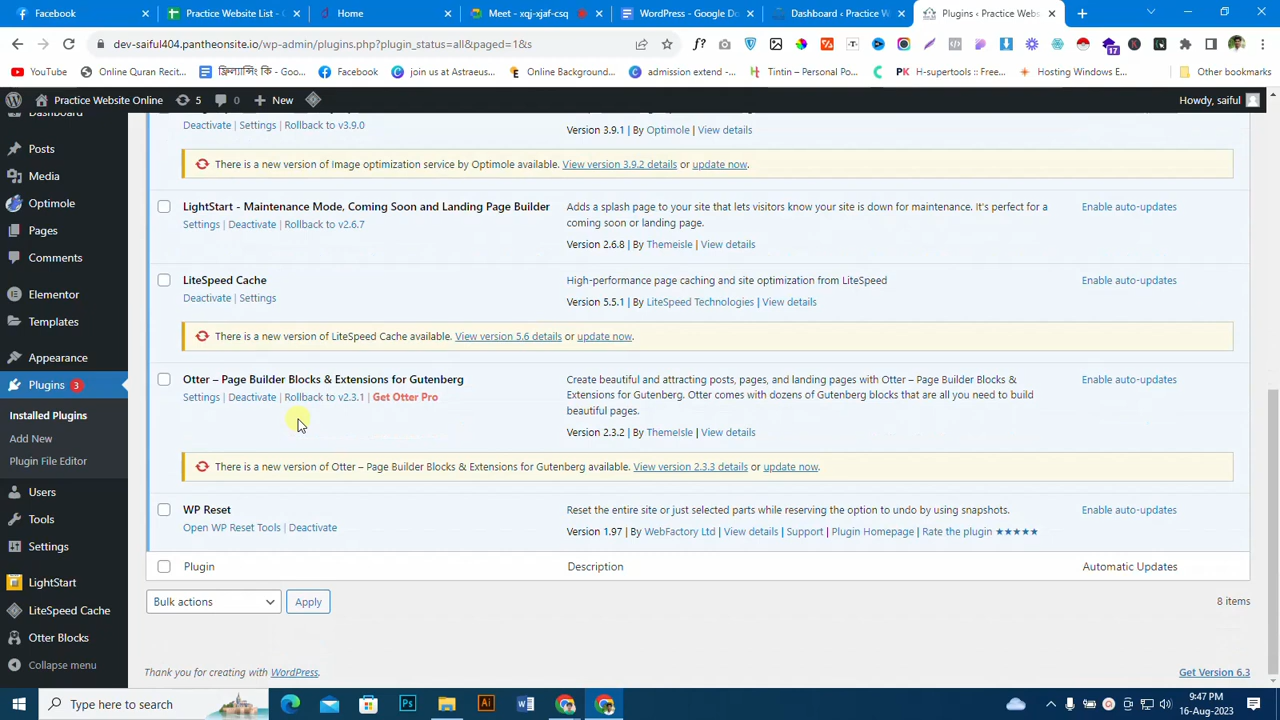 Facebook
Practice Website List -
Home
Meet - xqj-xjaf-csq
WordPress - Google Do
Dashboard ‹ Practice W
Plugins ‹ Practice Webs
dev-saiful404.pantheonsite.io/wp-admin/plugins.php?plugin_status=all&paged=1&s
YouTube
Online Quran Recit...
ফ্রিল্যান্সিং কি - Goo...
Facebook
join us at Astraeus...
Online Background...
admission extend -...
Tintin – Personal Po...
H-supertools :: Free...
Hosting Windows E...
Other bookmarks
Practice Website Online
5
0
New
Howdy, saiful
Dashboard
Posts
Media
Optimole
Pages
Comments
Elementor
Templates
Appearance
Plugins 3
Installed Plugins
Add New
Plugin File Editor
Users
Tools
Settings
LightStart
LiteSpeed Cache
Otter Blocks
Collapse menu
Deactivate | Settings | Rollback to v3.9.0
Version 3.9.1 | By Optimole | View details
There is a new version of Image optimization service by Optimole available. View version 3.9.2 details or update now.
LightStart - Maintenance Mode, Coming Soon and Landing Page Builder
Settings | Deactivate | Rollback to v2.6.7
Adds a splash page to your site that lets visitors know your site is down for maintenance. It's perfect for a
coming soon or landing page.
Version 2.6.8 | By Themeisle | View details
Enable auto-updates
LiteSpeed Cache
Deactivate | Settings
High-performance page caching and site optimization from LiteSpeed
Version 5.5.1 | By LiteSpeed Technologies | View details
Enable auto-updates
There is a new version of LiteSpeed Cache available. View version 5.6 details or update now.
Otter – Page Builder Blocks & Extensions for Gutenberg
Settings | Deactivate | Rollback to v2.3.1 | Get Otter Pro
Create beautiful and attracting posts, pages, and landing pages with Otter – Page Builder Blocks &
Extensions for Gutenberg. Otter comes with dozens of Gutenberg blocks that are all you need to build
beautiful pages.
Version 2.3.2 | By ThemeIsle | View details
Enable auto-updates
There is a new version of Otter – Page Builder Blocks & Extensions for Gutenberg available. View version 2.3.3 details or update now.
WP Reset
Open WP Reset Tools | Deactivate
Reset the entire site or just selected parts while reserving the option to undo by using snapshots.
Version 1.97 | By WebFactory Ltd | View details | Support | Plugin Homepage | Rate the plugin ★★★★★
Enable auto-updates
Plugin
Description
Automatic Updates
Bulk actions
Apply
8 items
Thank you for creating with WordPress.
Get Version 6.3
Type here to search
9:47 PM
16-Aug-2023